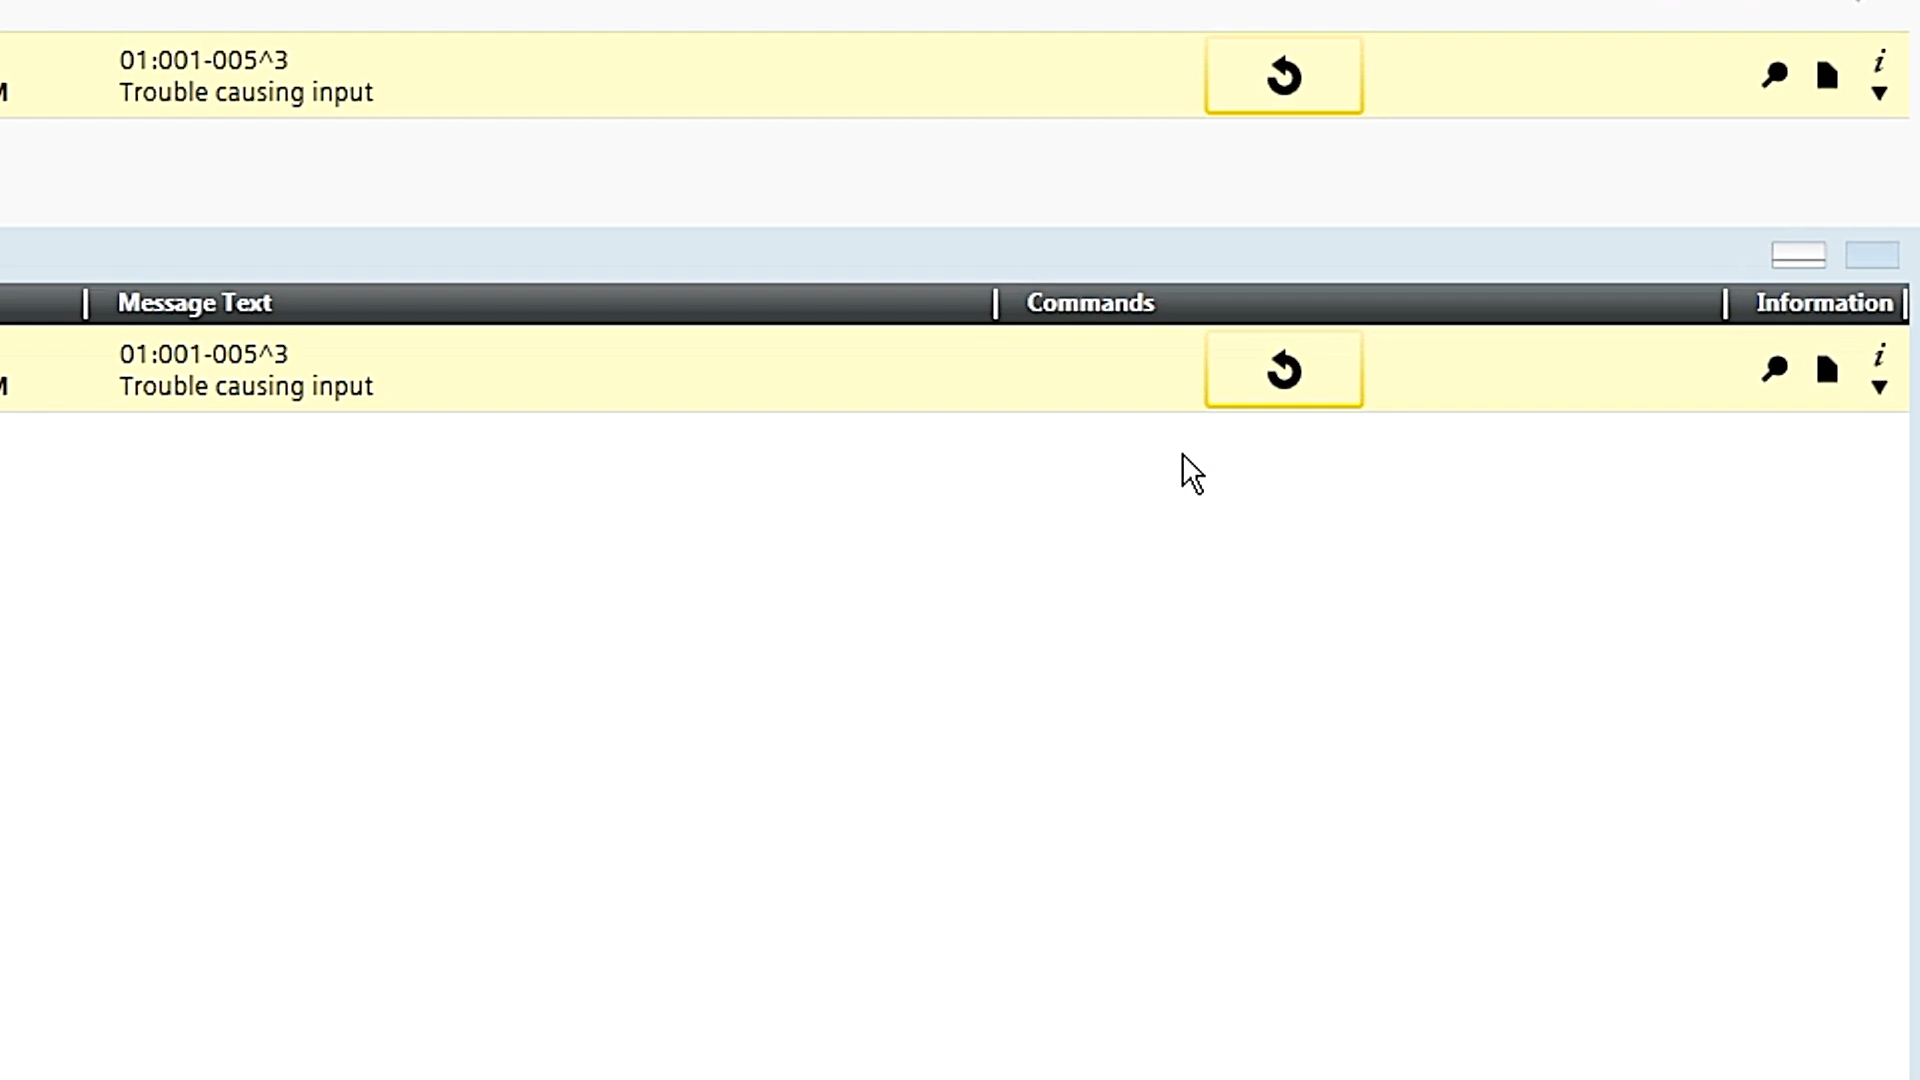 01:001-005^3
M Trouble causing input
Message Text Commands Information
01:001-005^3
M Trouble causing input